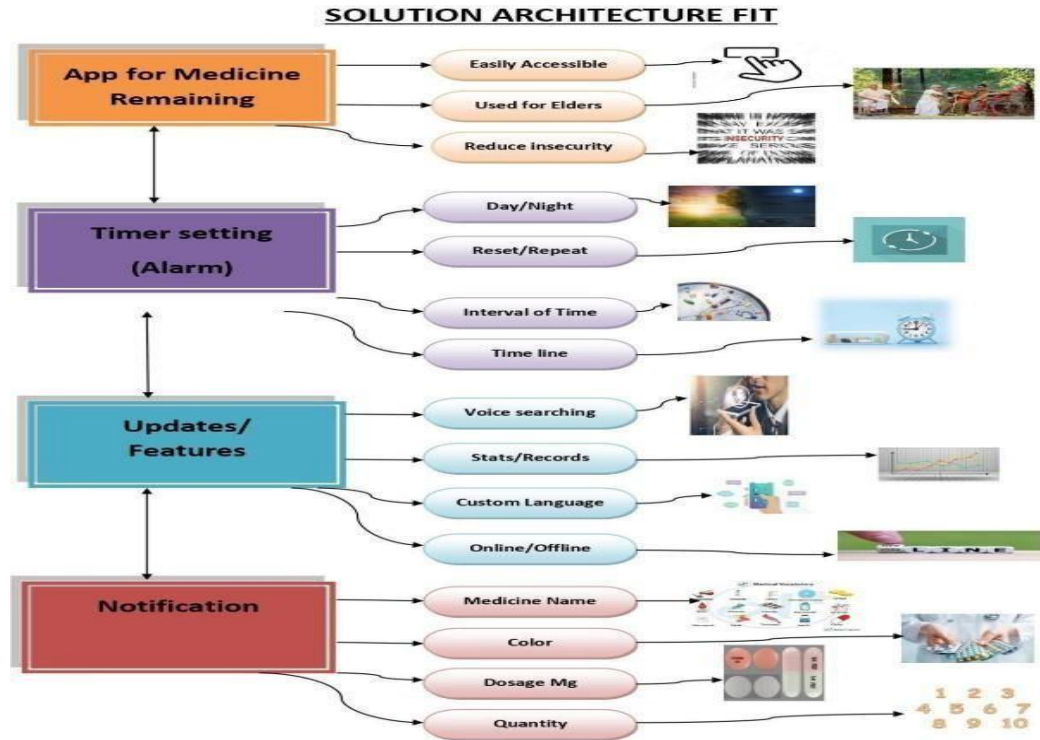 SOLUTION ARCHITECTURE FIT
App for Medicine
Remaining
Easily Accessible
Used for Elders
Reduce insecurity
INSECURITY
Timer setting
(Alarm)
Day/Night
Reset/Repeat
Interval of Time
Time line
Updates/
Features
Voice searching
Stats/Records
Custom Language
Online/Offline
LINE
Notification
Medicine Name
Color
Dosage Mg
Quantity
1 2 3
4 5 6 7
8 9 10